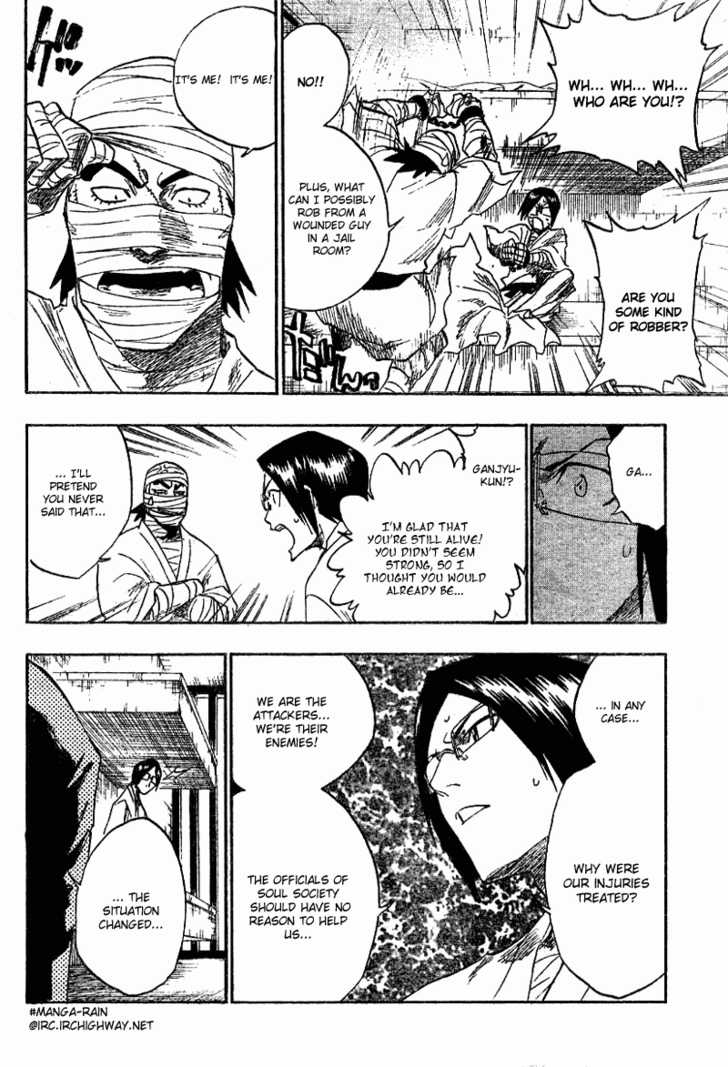 WH... WH... WH...
WHO ARE YOU!?
ARE YOU
SOME KIND
OF ROBBER?
NO!!
PLUS, WHAT
CAN I POSSIBLY
ROB FROM A
WOUNDED GUY
IN A JAIL
ROOM?
IT'S ME! IT'S ME!
GA...
GANJYU-
KUN!?
I'M GLAD THAT
YOU'RE STILL ALIVE!
YOU DIDN'T SEEM
STRONG, SO I
THOUGHT YOU WOULD
ALREADY BE...
... I'LL
PRETEND
YOU NEVER
SAID THAT...
... IN ANY
CASE...
WHY WERE
OUR INJURIES
TREATED?
WE ARE THE
ATTACKERS...
WE'RE THEIR
ENEMIES!
THE OFFICIALS OF
SOUL SOCIETY
SHOULD HAVE NO
REASON TO HELP
US...
... THE
SITUATION
CHANGED...
#MANGA-RAIN
@IRC.IRCHIGHWAY.NET